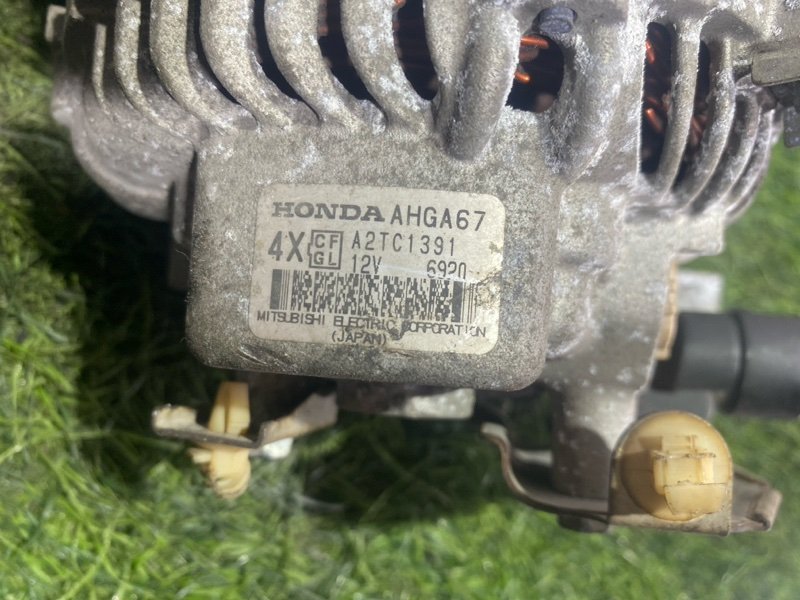 HONDA AHGA67
4X CF GL A2TC1391
12V 6920
MITSUBISHI ELECTRIC CORPORATION
(JAPAN)